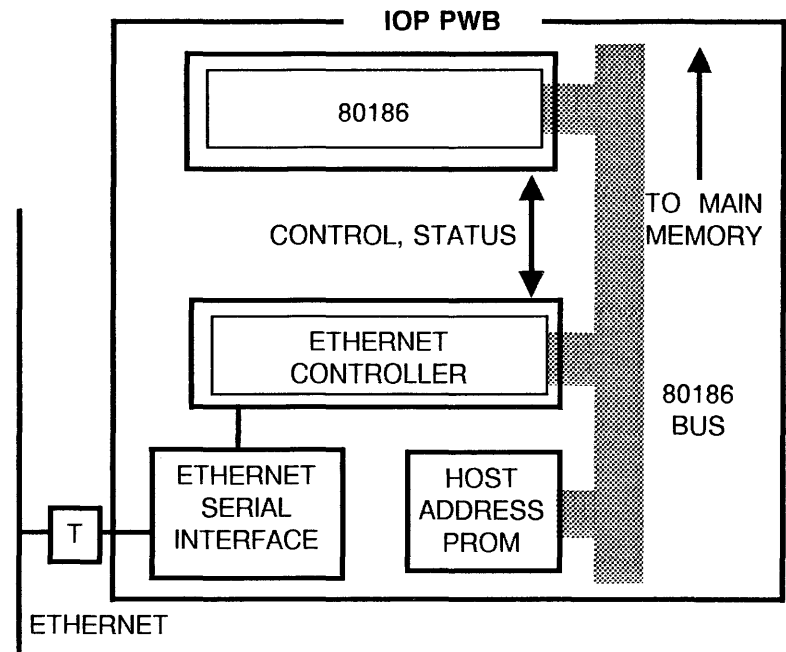 IOP PWB
80186
CONTROL, STATUS
TO MAIN
MEMORY
ETHERNET
CONTROLLER
80186
BUS
ETHERNET
SERIAL
INTERFACE
HOST
ADDRESS
PROM
T
ETHERNET